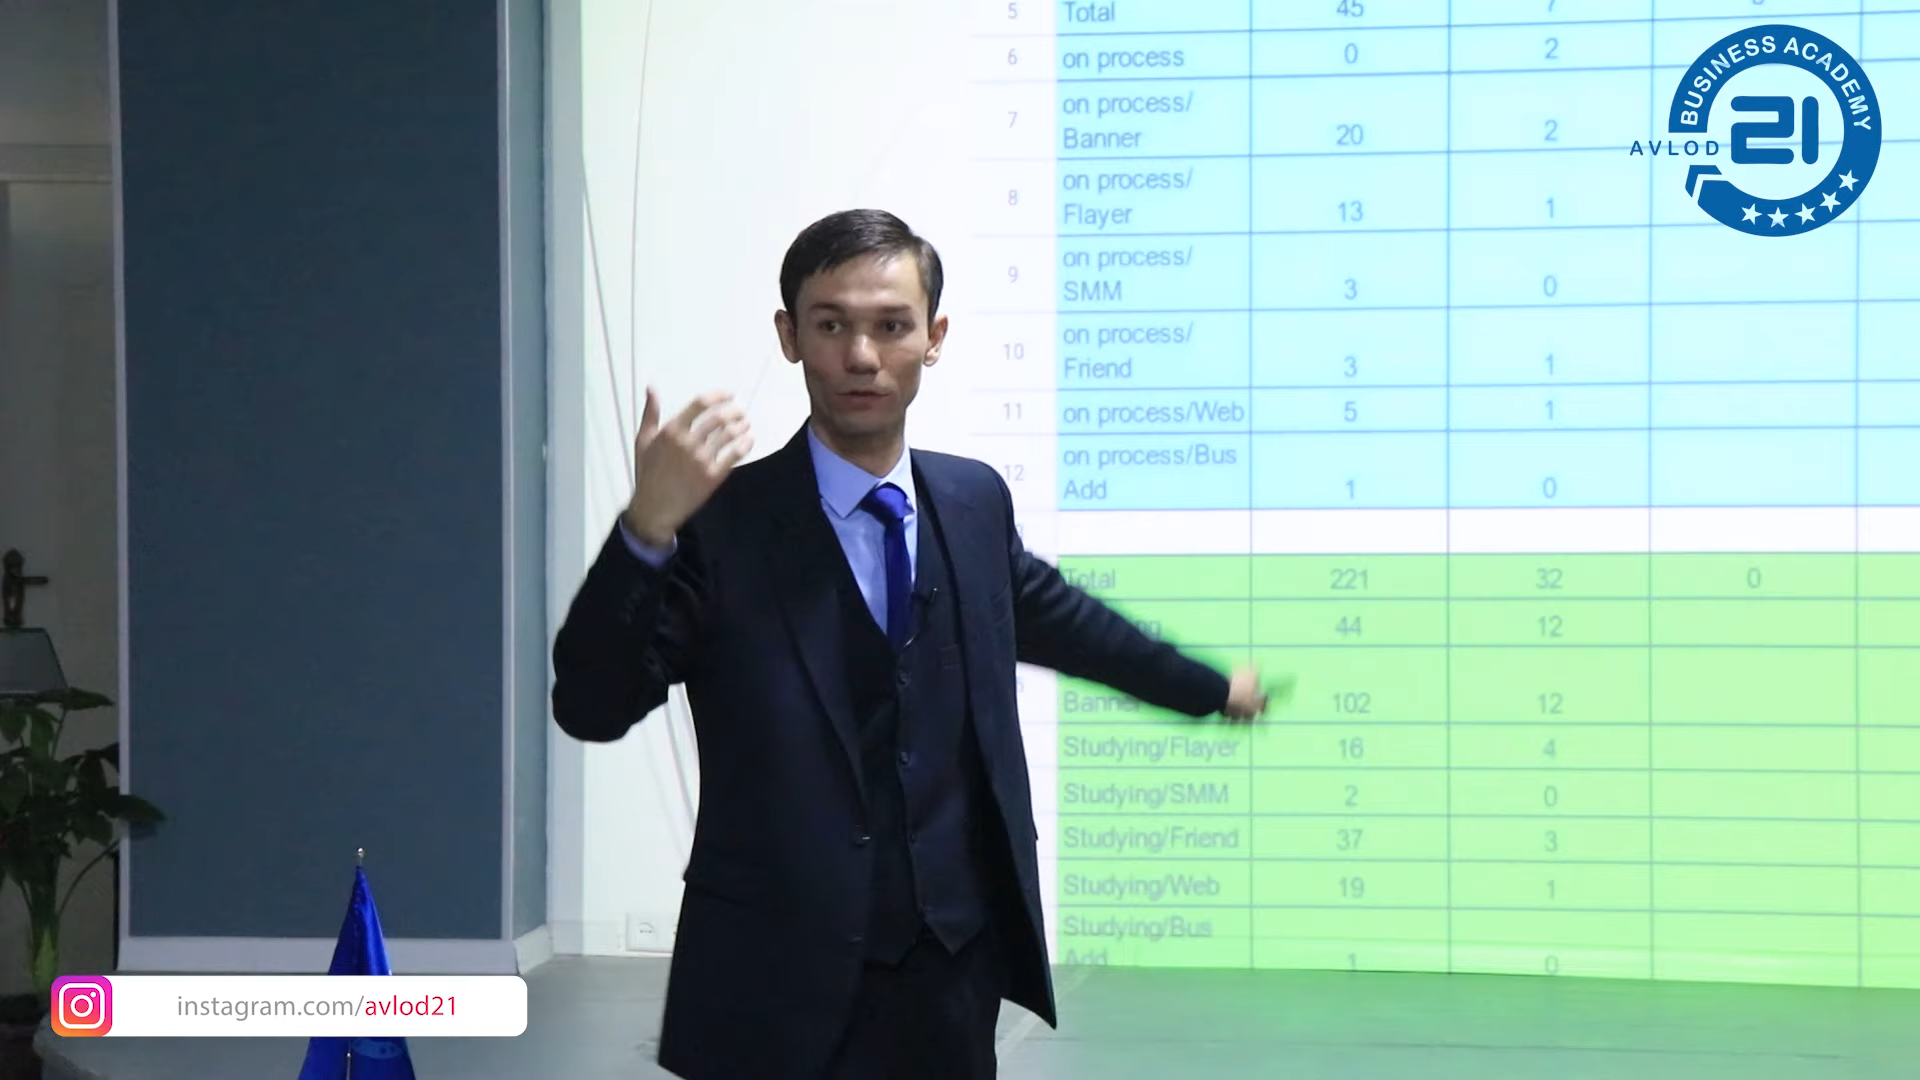 5 Total 45 7
6 on process 0 2
7 on process/
Banner 20 2
8 on process/
Flayer 13 1
9 on process/
SMM 3 0
10 on process/
Friend 3 1
11 on process/Web 5 1
12 on process/Bus
Add 1 0
Total 221 32 0
44 12
Banner 102 12
Studying/Flayer 16 4
Studying/SMM 2 0
Studying/Friend 37 3
Studying/Web 19 1
Studying/Bus
Add 1 0
BUSINESS ACADEMY
AVLOD 21
instagram.com/avlod21